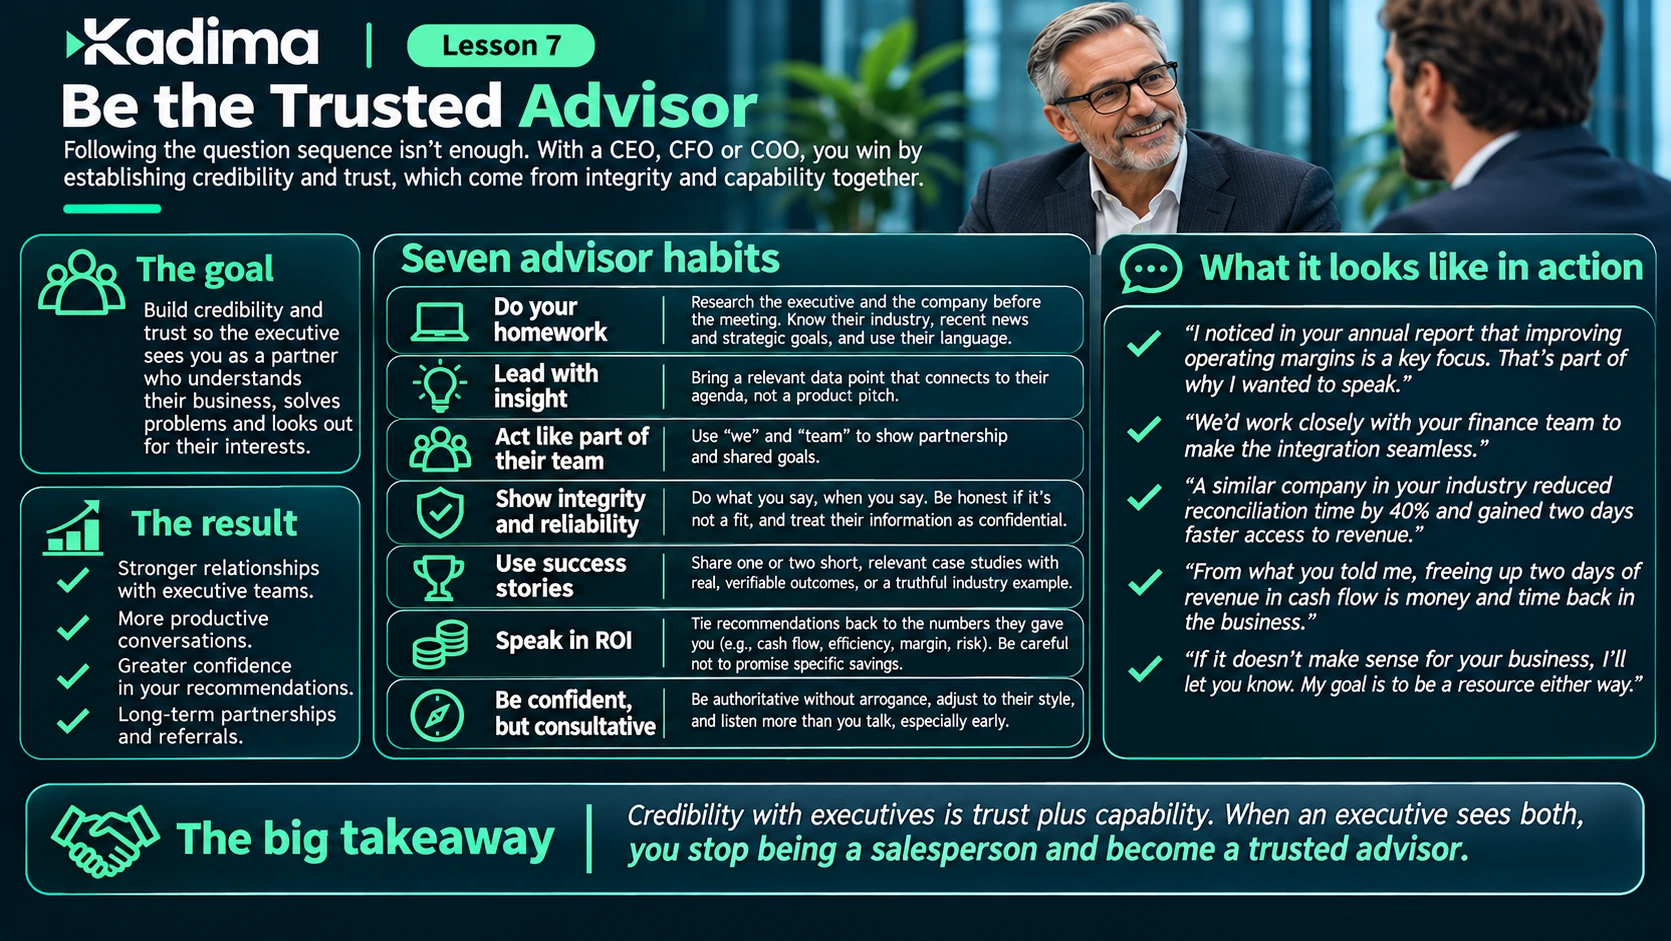 Kadima
Lesson 7
Be the Trusted Advisor
Following the question sequence isn’t enough. With a CEO, CFO or COO, you win by
establishing credibility and trust, which come from integrity and capability together.
The goal
Build credibility and
trust so the executive
sees you as a partner
who understands
their business, solves
problems and looks out
for their interests.
The result
Stronger relationships
with executive teams.
More productive
conversations.
Greater confidence
in your recommendations.
Long-term partnerships
and referrals.
Seven advisor habits
Do your
homework
Research the executive and the company before
the meeting. Know their industry, recent news
and strategic goals, and use their language.
Lead with
insight
Bring a relevant data point that connects to their
agenda, not a product pitch.
Act like part of
their team
Use “we” and “team” to show partnership
and shared goals.
Show integrity
and reliability
Do what you say, when you say. Be honest if it’s
not a fit, and treat their information as confidential.
Use success
stories
Share one or two short, relevant case studies with
real, verifiable outcomes, or a truthful industry example.
Speak in ROI
Tie recommendations back to the numbers they gave
you (e.g., cash flow, efficiency, margin, risk). Be careful
not to promise specific savings.
Be confident,
but consultative
Be authoritative without arrogance, adjust to their style,
and listen more than you talk, especially early.
What it looks like in action
“I noticed in your annual report that improving
operating margins is a key focus. That’s part of
why I wanted to speak.”
“We’d work closely with your finance team to
make the integration seamless.”
“A similar company in your industry reduced
reconciliation time by 40% and gained two days
faster access to revenue.”
“From what you told me, freeing up two days of
revenue in cash flow is money and time back in
the business.”
“If it doesn’t make sense for your business, I’ll
let you know. My goal is to be a resource either way.”
The big takeaway
Credibility with executives is trust plus capability. When an executive sees both,
you stop being a salesperson and become a trusted advisor.